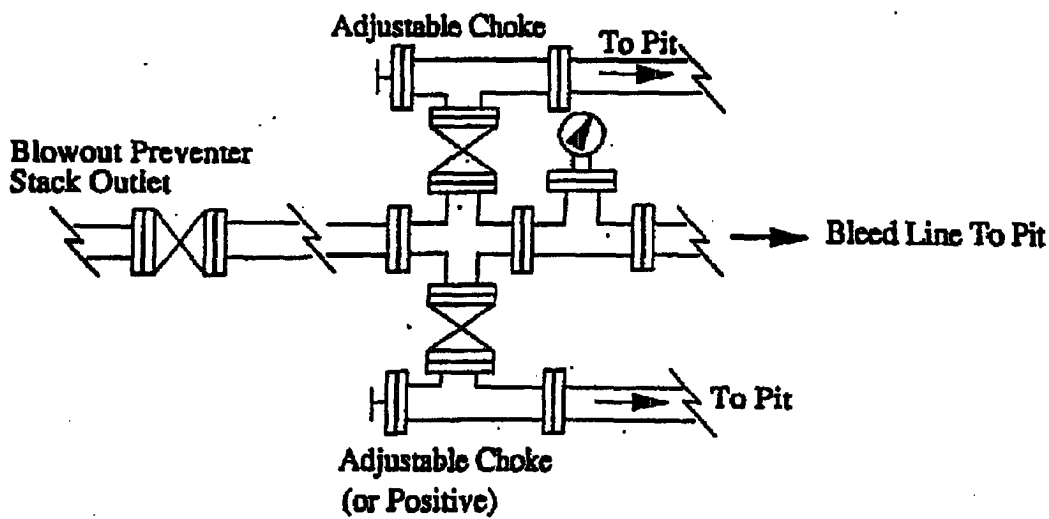 Adjustable Choke
To Pit
Blowout Preventer
Stack Outlet
Bleed Line To Pit
To Pit
Adjustable Choke
(or Positive)